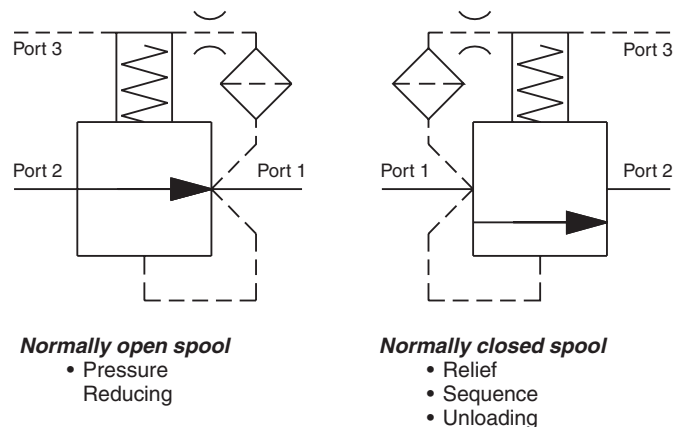 Port 3
Port 2
Port 1
Normally open spool
• Pressure
Reducing
Port 3
Port 1
Port 2
Normally closed spool
• Relief
• Sequence
• Unloading